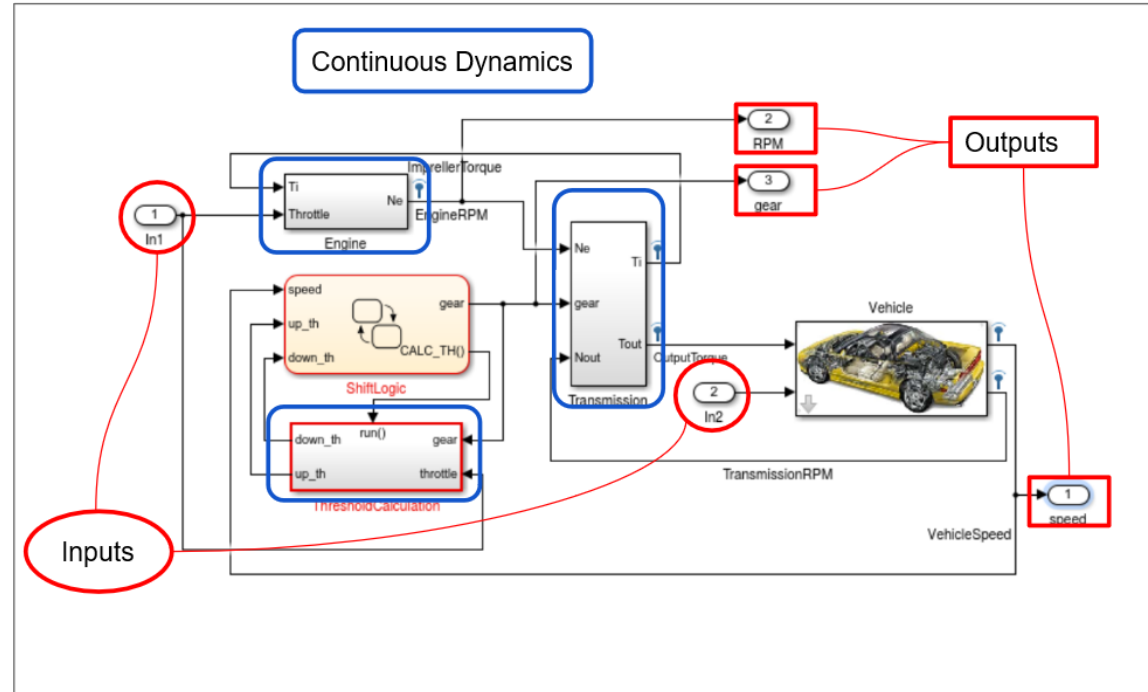 Continuous Dynamics
2
RPM
Outputs
ImprellerTorque
3
gear
Ti
Throttle
Ne
Engine
EngineRPM
1
In1
Ne
gear
Nout
Ti
Tout
Transmission
OutputTorque
speed
up_th
down_th
gear
CALC_TH()
ShiftLogic
Vehicle
2
In2
run()
down_th
up_th
gear
throttle
ThresholdCalculation
TransmissionRPM
1
speed
VehicleSpeed
Inputs